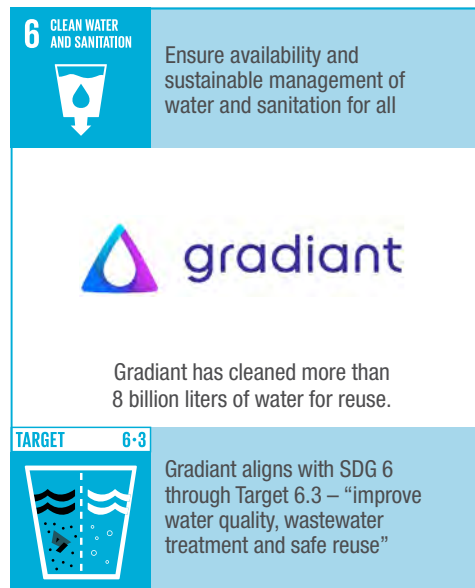 6 CLEAN WATER
AND SANITATION
Ensure availability and
sustainable management of
water and sanitation for all
gradiant
Gradiant has cleaned more than
8 billion liters of water for reuse.
TARGET 6·3
Gradiant aligns with SDG 6
through Target 6.3 – “improve
water quality, wastewater
treatment and safe reuse”